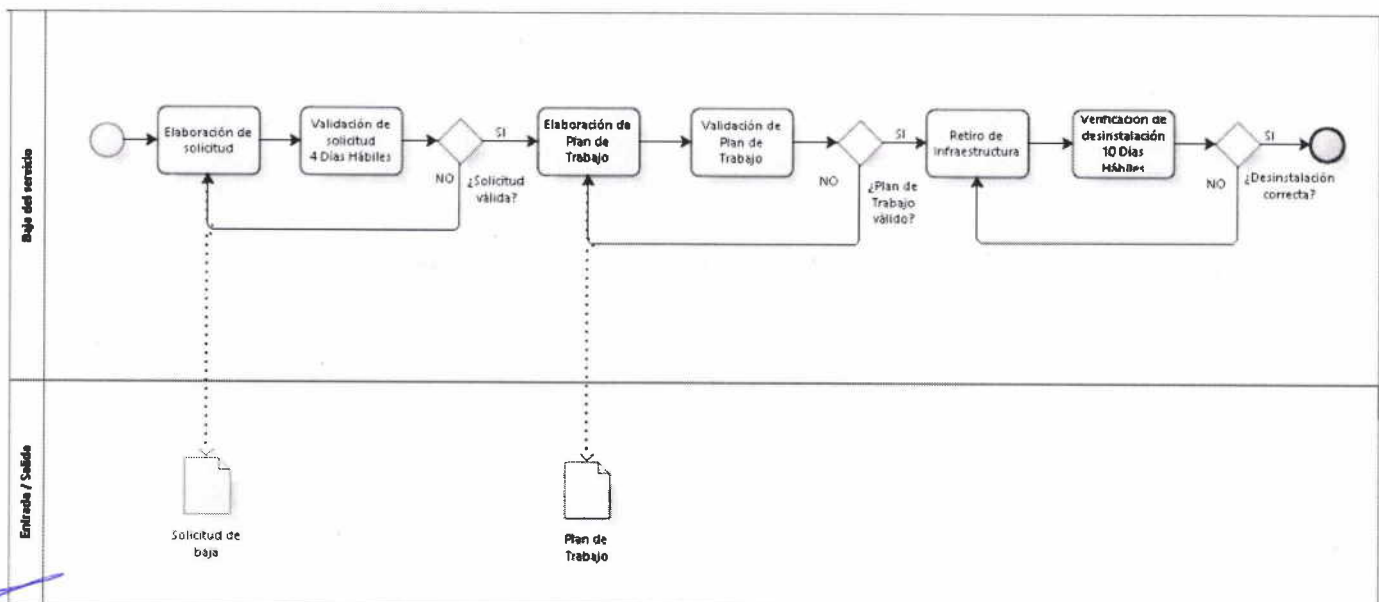 Baja del servicio
Elaboración de
solicitud
Validación de
solicitud
4 Días Hábiles
SI
NO
¿Solicitud
válida?
Elaboración de
Plan de
Trabajo
Validación de
Plan de
Trabajo
SI
NO
¿Plan de
Trabajo
válido?
Retiro de
Infraestructura
Verificación de
desinstalación
10 Días
Hábiles
SI
NO
¿Desinstalación
correcta?
Entrada / Salida
Solicitud de
baja
Plan de
Trabajo